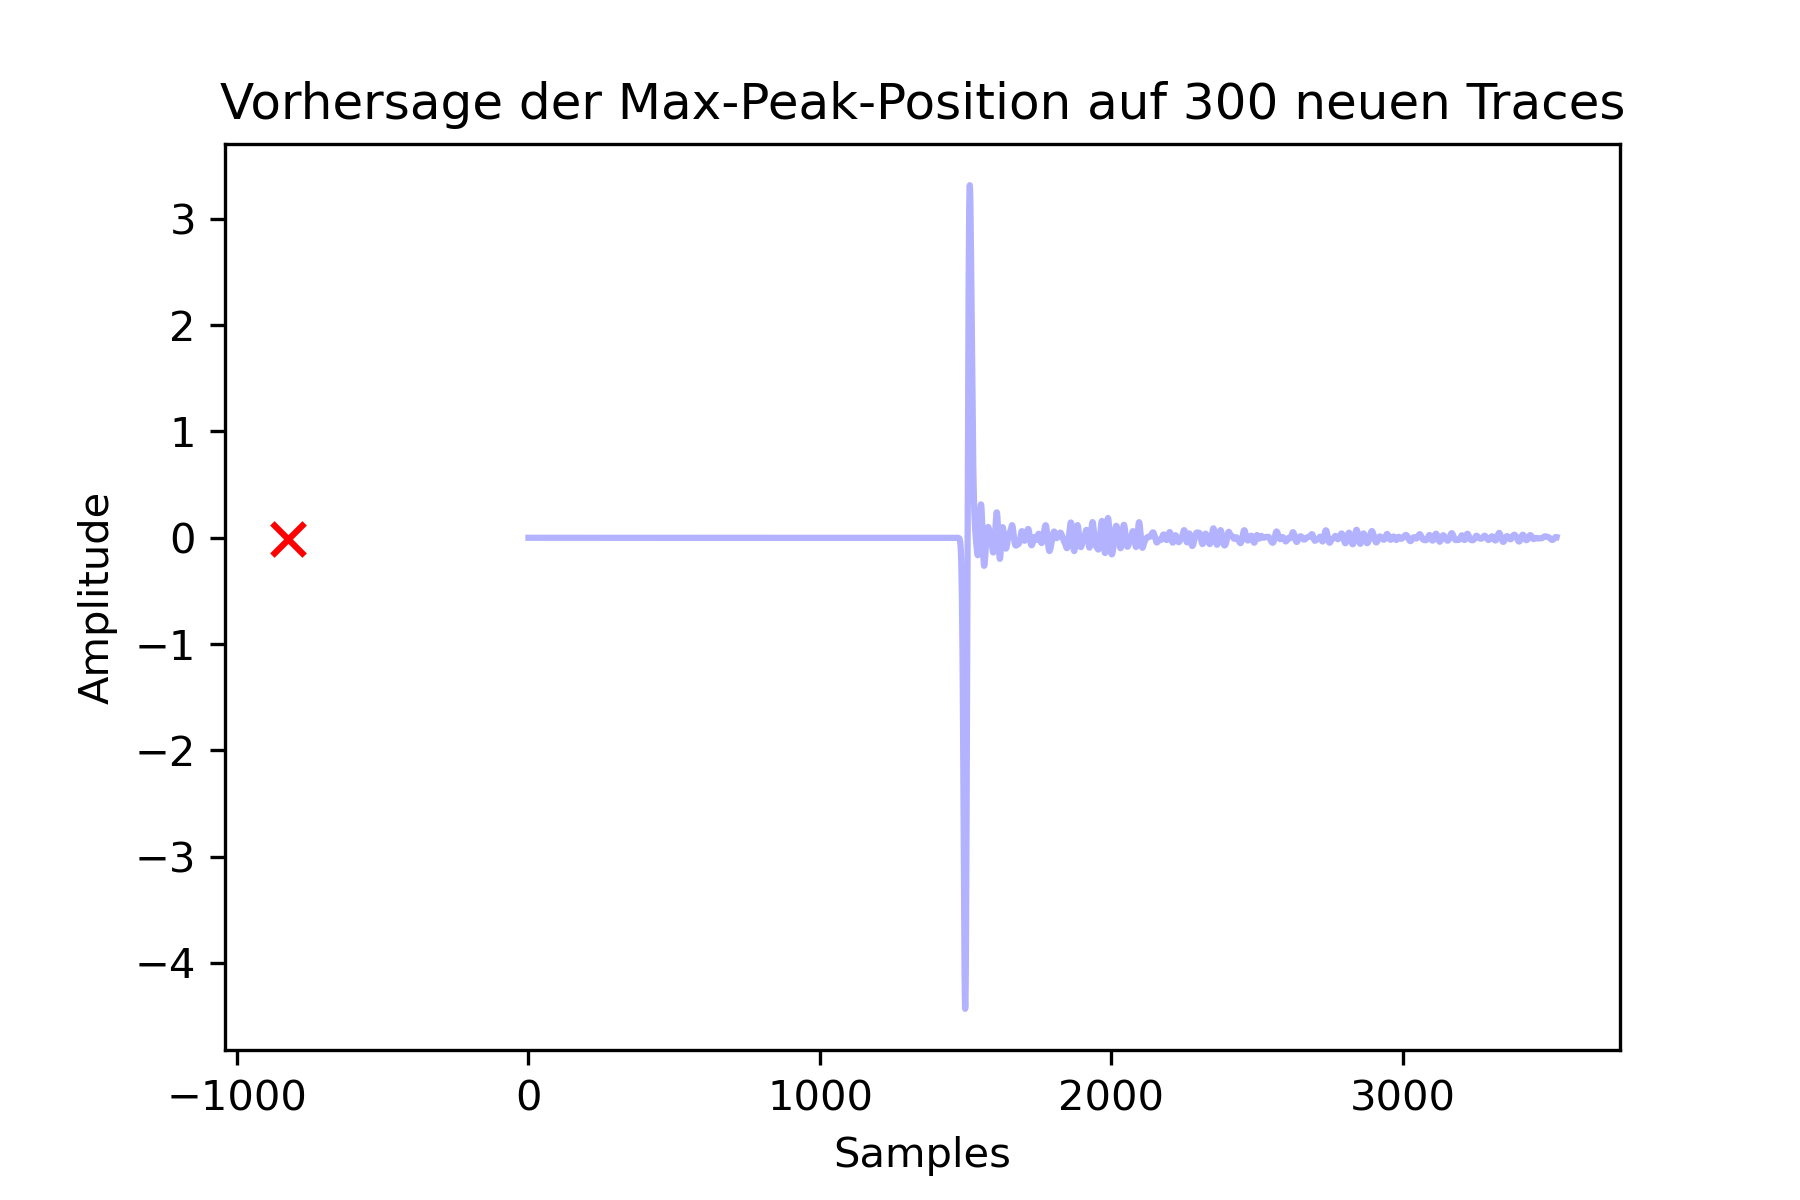 Vorhersage der Max-Peak-Position auf 300 neuen Traces
3
2
1
0
−1
−2
−3
−4
Amplitude
−1000 0 1000 2000 3000
Samples